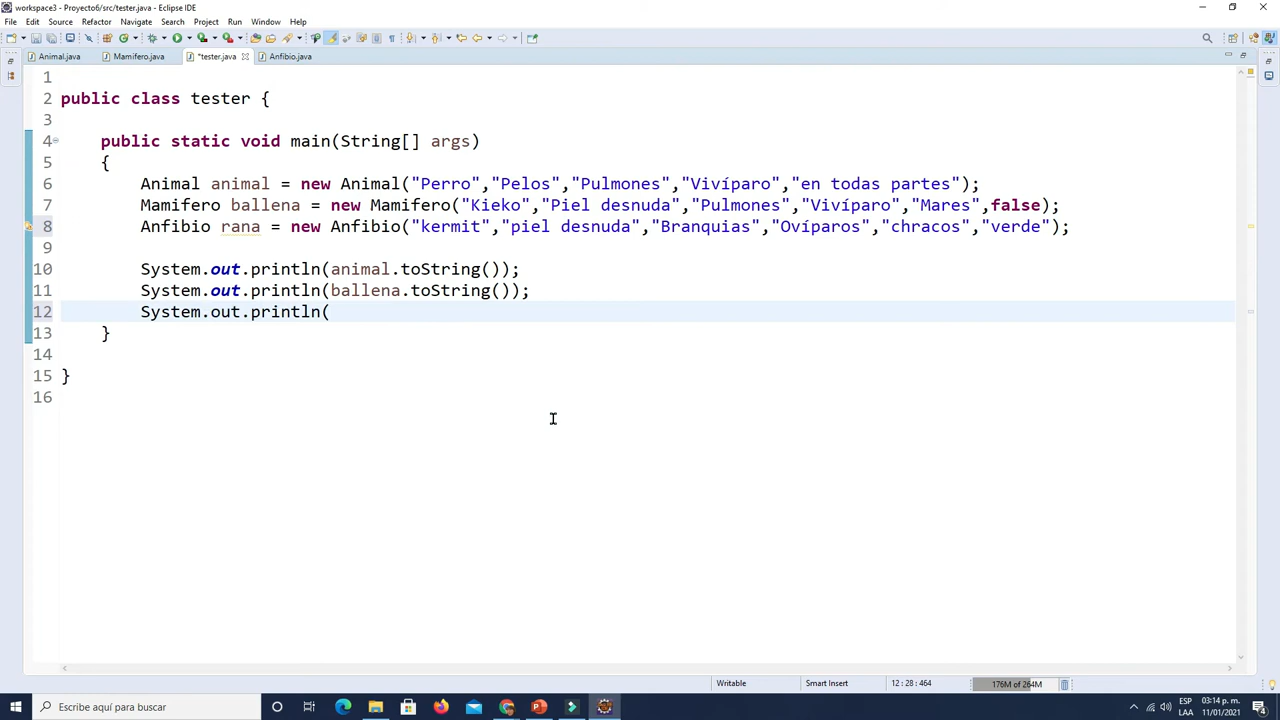 workspace3 - Proyecto6/src/tester.java - Eclipse IDE
File Edit Source Refactor Navigate Search Project Run Window Help
Animal.java Mamifero.java *tester.java Anfibio.java
1
2 public class tester {
3
4 public static void main(String[] args)
5 {
6 Animal animal = new Animal("Perro","Pelos","Pulmones","Vivíparo","en todas partes");
7 Mamifero ballena = new Mamifero("Kieko","Piel desnuda","Pulmones","Vivíparo","Mares",false);
8 Anfibio rana = new Anfibio("kermit","piel desnuda","Branquias","Ovíparos","chracos","verde");
9
10 System.out.println(animal.toString());
11 System.out.println(ballena.toString());
12 System.out.println(
13 }
14
15 }
16
Writable Smart Insert 12 : 28 : 464 176M of 264M
Escribe aquí para buscar
ESP 03:14 p. m.
LAA 11/01/2021
4